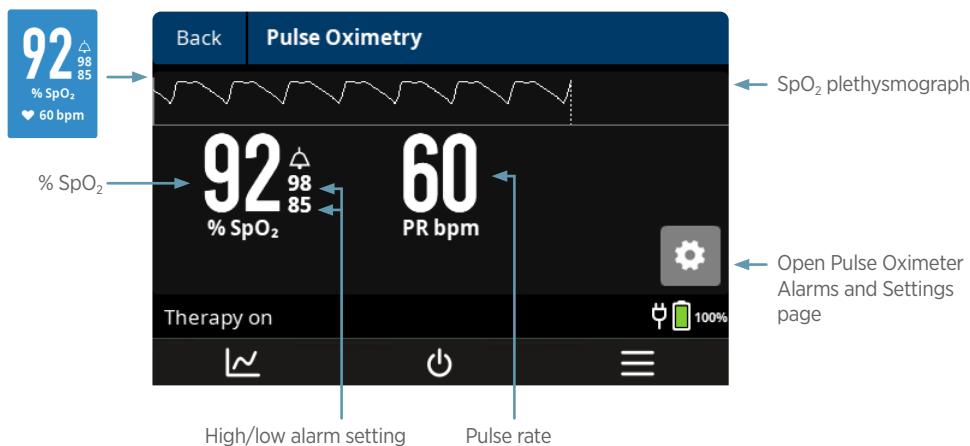 92
98
85
% SpO₂
60 bpm
Back
Pulse Oximetry
SpO₂ plethysmograph
% SpO₂
92
98
85
% SpO₂
60
PR bpm
Open Pulse Oximeter
Alarms and Settings
page
Therapy on
100%
High/low alarm setting
Pulse rate